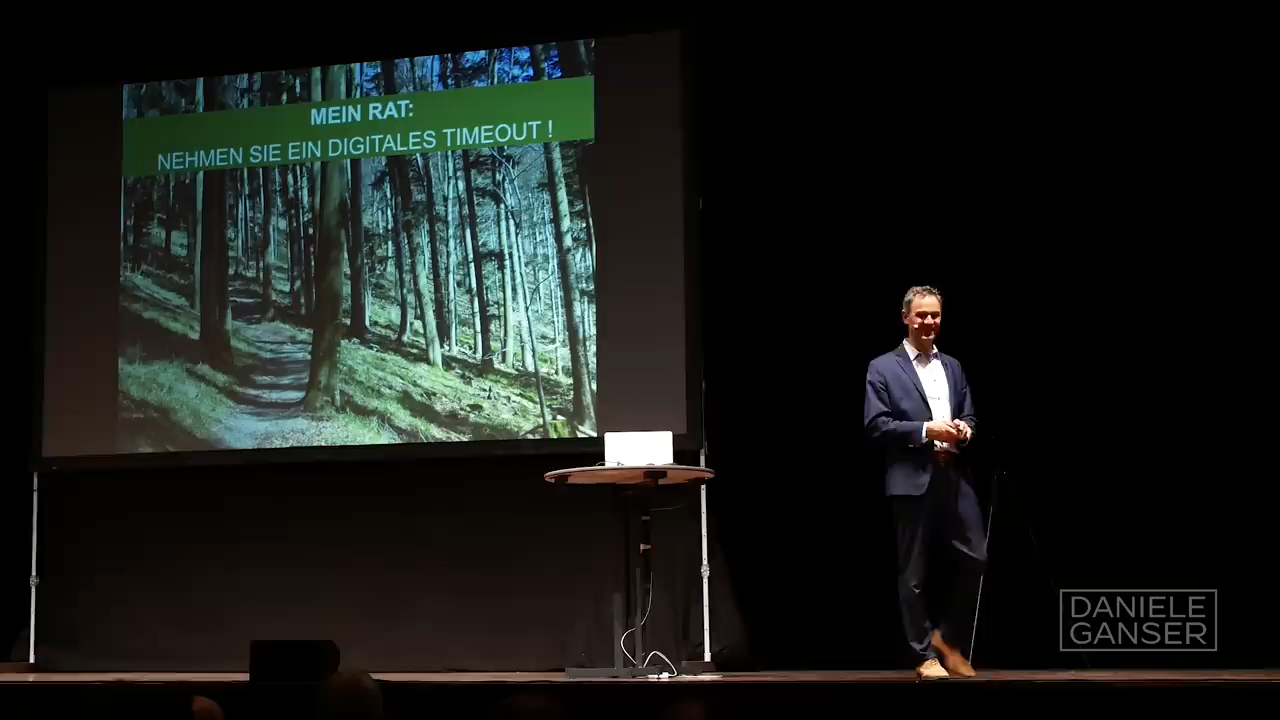 MEIN RAT:
NEHMEN SIE EIN DIGITALES TIMEOUT !
DANIELE
GANSER